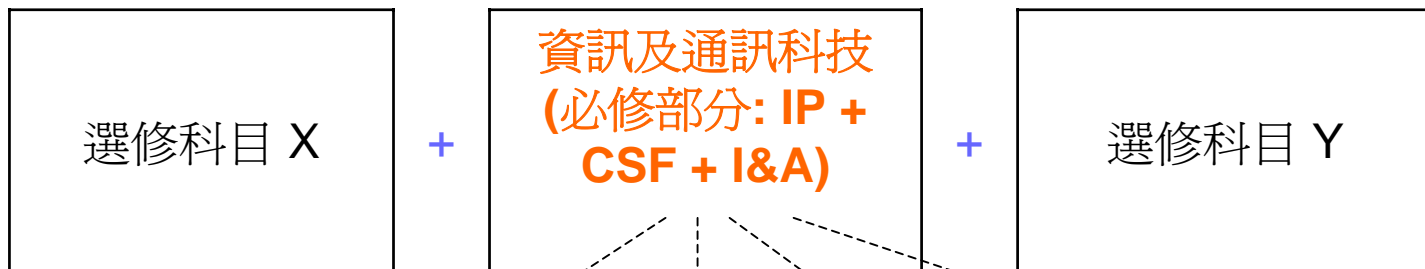 選修科目 X
+
資訊及通訊科技
(必修部分: IP +
CSF + I&A)
+
選修科目 Y